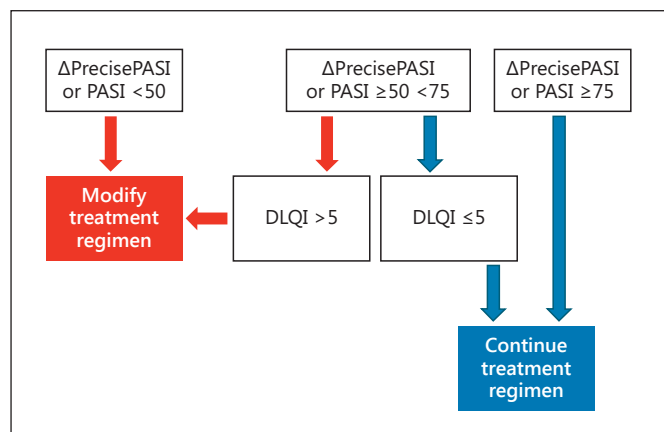 ΔPrecisePASI
or PASI <50
ΔPrecisePASI
or PASI ≥50 <75
ΔPrecisePASI
or PASI ≥75
Modify
treatment
regimen
DLQI >5
DLQI ≤5
Continue
treatment
regimen